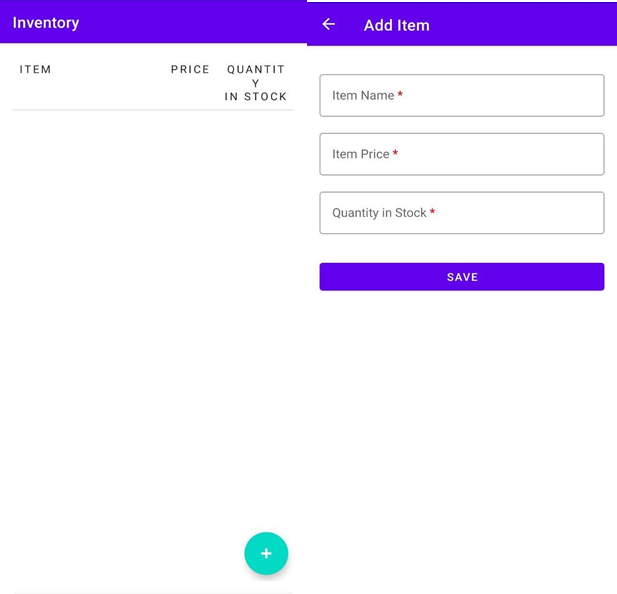 Inventory
ITEM PRICE QUANTIT
Y
IN STOCK
+
Add Item
Item Name *
Item Price *
Quantity in Stock *
SAVE